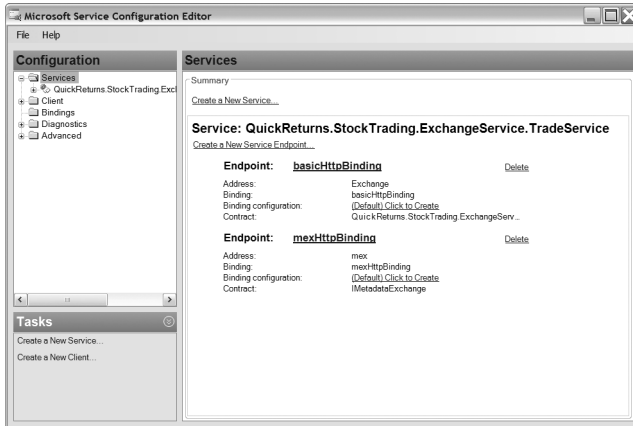 Microsoft Service Configuration Editor
File Help
Configuration
Services
QuickReturns.StockTrading.Excl
Client
Bindings
Diagnostics
Advanced
Tasks
Create a New Service...
Create a New Client...
Services
Summary
Create a New Service...
Service: QuickReturns.StockTrading.ExchangeService.TradeService
Create a New Service Endpoint...
Endpoint: basicHttpBinding Delete
Address: Exchange
Binding: basicHttpBinding
Binding configuration: (Default) Click to Create
Contract: QuickReturns.StockTrading.ExchangeServ...
Endpoint: mexHttpBinding Delete
Address: mex
Binding: mexHttpBinding
Binding configuration: (Default) Click to Create
Contract: IMetadataExchange